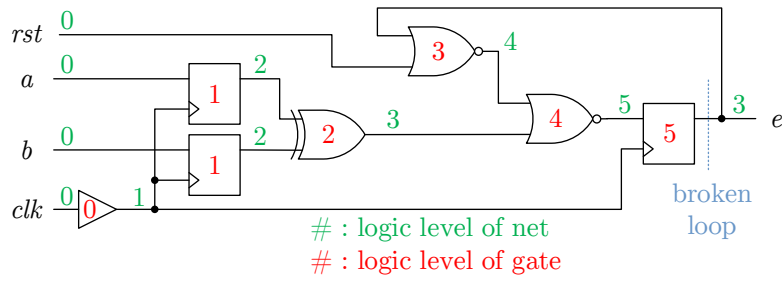 rst 0
3 4
a 0
1 2
b 0
1 2
2 3
4 5
5 3 e
clk 0 0 1
broken
loop
# : logic level of net
# : logic level of gate